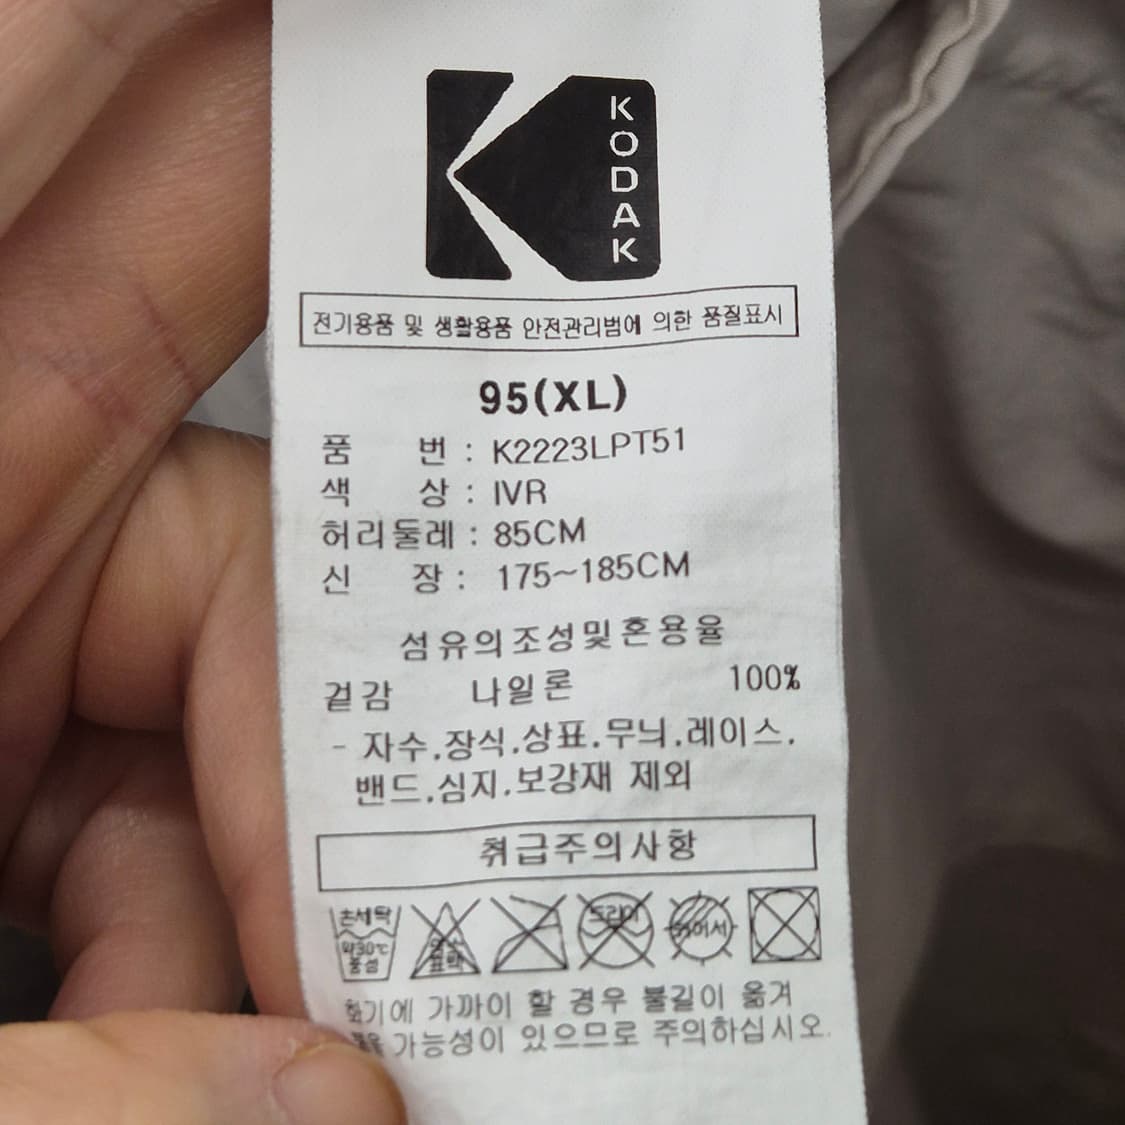 KODAK
전기용품 및 생활용품 안전관리법에 의한 품질표시
95(XL)
품 번 : K2223LPT51
색 상 : IVR
허리둘레 : 85CM
신 장 : 175~185CM
섬유의조성및혼용율
겉감 나일론 100%
- 자수.장식.상표.무늬.레이스.
밴드.심지.보강재 제외
취급주의사항
손세탁
약30℃
중성
염소
표백
드라이
화기에 가까이 할 경우 불길이 옮겨
가능성이 있으므로 주의하십시오.